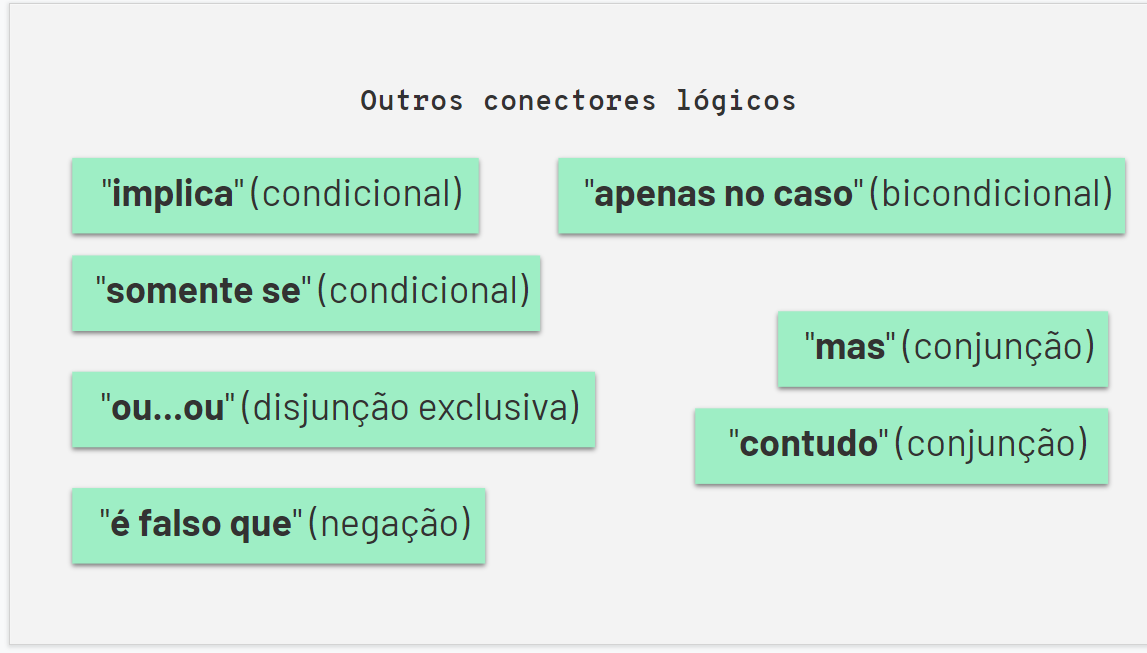 Outros conectores lógicos
"implica" (condicional)
"apenas no caso" (bicondicional)
"somente se" (condicional)
"mas" (conjunção)
"ou...ou" (disjunção exclusiva)
"contudo" (conjunção)
"é falso que" (negação)